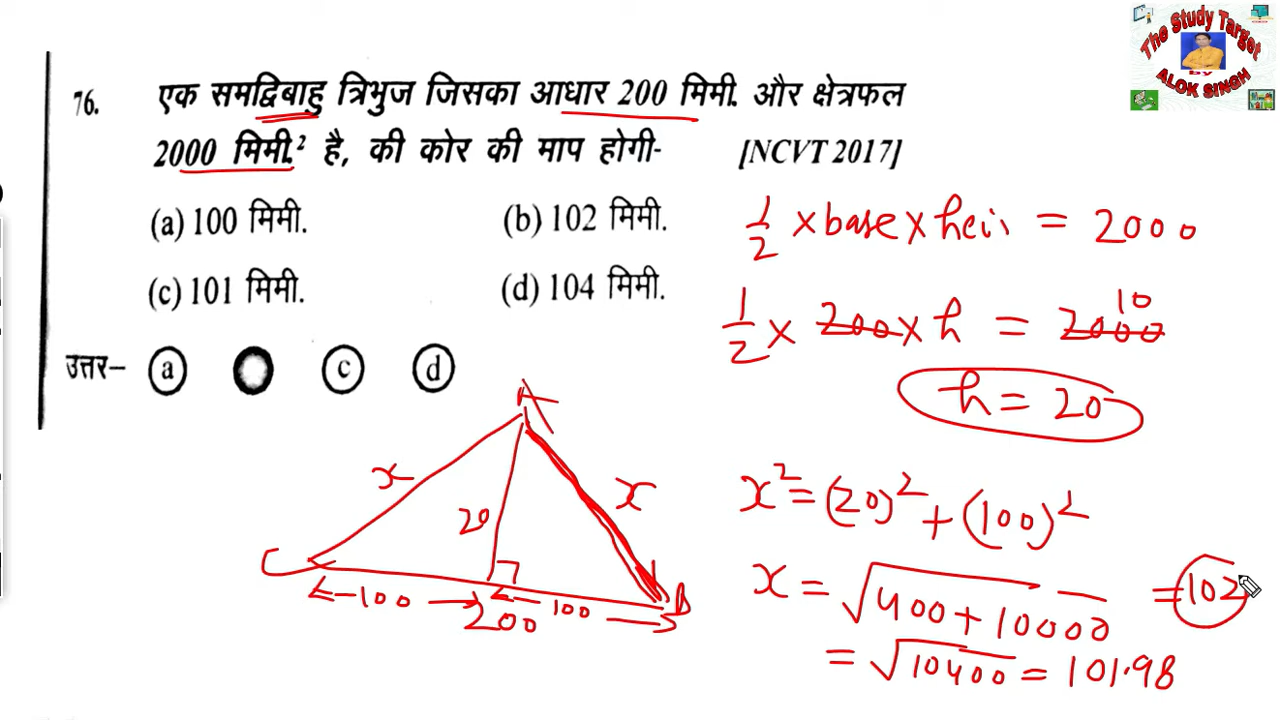 The Study Target
by
ALOK SINGH
76. एक समद्विबाहु त्रिभुज जिसका आधार 200 मिमी. और क्षेत्रफल
2000 मिमी.² है, की कोर की माप होगी- [NCVT 2017]
(a) 100 मिमी. (b) 102 मिमी.
(c) 101 मिमी. (d) 104 मिमी.
उत्तर– a c d
1/2 × base × hei = 2000
1/2 × 200 × h = 2000 10
h = 20
x² = (20)² + (100)²
x = √400 + 10000 = 102
= √10400 = 101.98
A
x x
20
C B
100 100
200